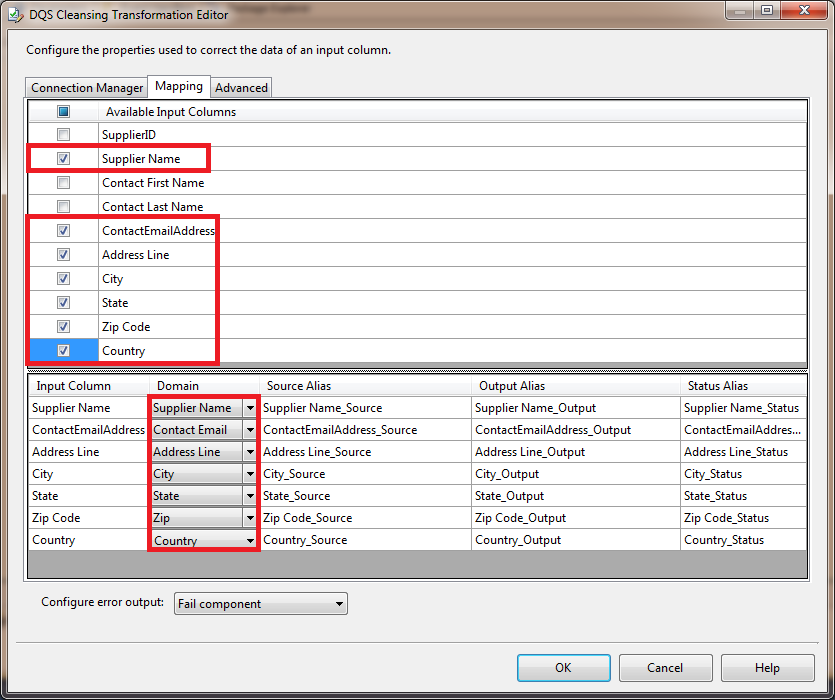 DQS Cleansing Transformation Editor
Configure the properties used to correct the data of an input column.
Connection Manager Mapping Advanced
Available Input Columns
SupplierID
Supplier Name
Contact First Name
Contact Last Name
ContactEmailAddress
Address Line
City
State
Zip Code
Country
Input Column Domain Source Alias Output Alias Status Alias
Supplier Name Supplier Name Supplier Name_Source Supplier Name_Output Supplier Name_Status
ContactEmailAddress Contact Email ContactEmailAddress_Source ContactEmailAddress_Output ContactEmailAddres...
Address Line Address Line Address Line_Source Address Line_Output Address Line_Status
City City City_Source City_Output City_Status
State State State_Source State_Output State_Status
Zip Code Zip Zip Code_Source Zip Code_Output Zip Code_Status
Country Country Country_Source Country_Output Country_Status
Configure error output: Fail component
OK Cancel Help